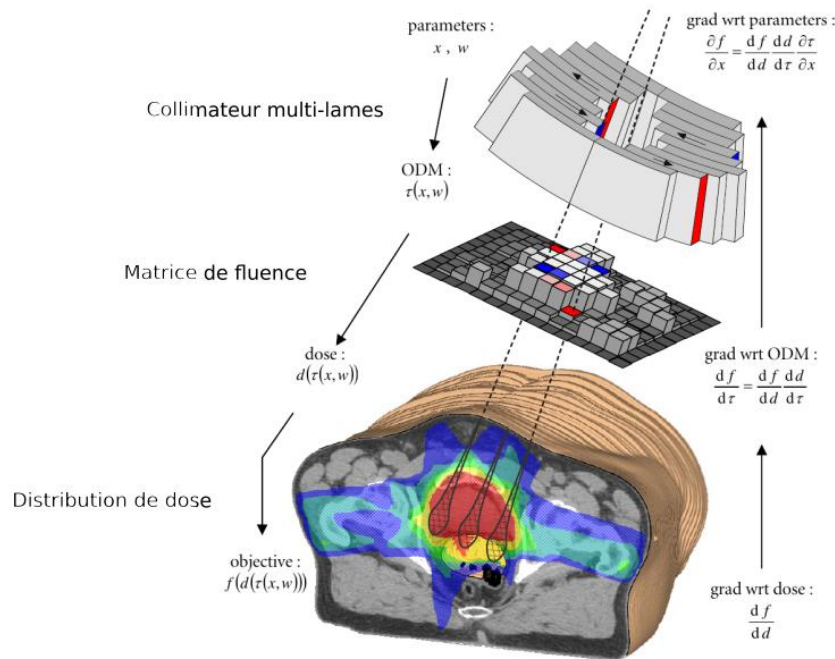 parameters :
x , w
grad wrt parameters :
∂f/∂x = df/dd dd/dτ ∂τ/∂x
Collimateur multi-lames
ODM :
τ(x,w)
Matrice de fluence
dose :
d(τ(x,w))
grad wrt ODM :
df/dτ = df/dd dd/dτ
Distribution de dose
objective :
f(d(τ(x,w)))
grad wrt dose :
df/dd